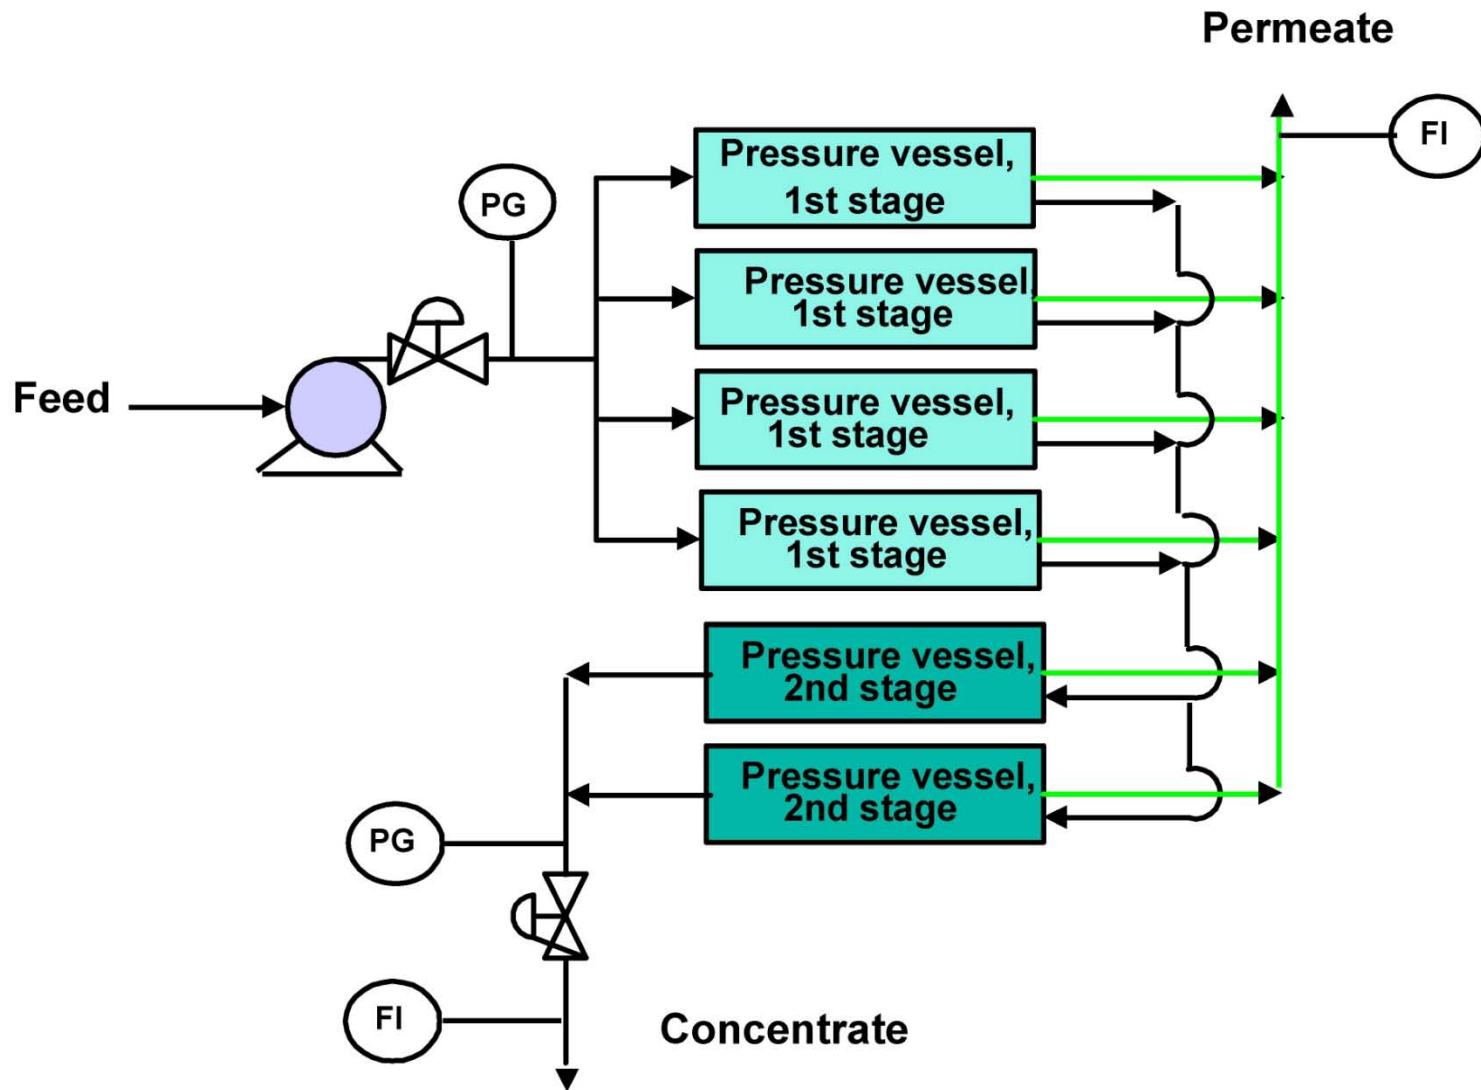 Permeate
FI
PG
Pressure vessel,
1st stage
Pressure vessel,
1st stage
Feed
Pressure vessel,
1st stage
Pressure vessel,
1st stage
Pressure vessel,
2nd stage
Pressure vessel,
2nd stage
PG
FI
Concentrate